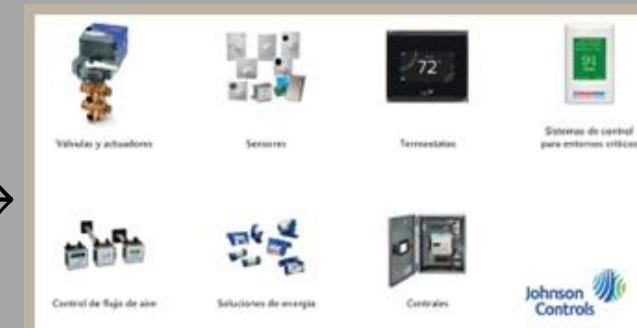 72°
91
Válvulas y actuadores
Sensores
Termostatos
Sistemas de control
para entornos críticos
Control de flujo de aire
Soluciones de energía
Centrales
Johnson
Controls